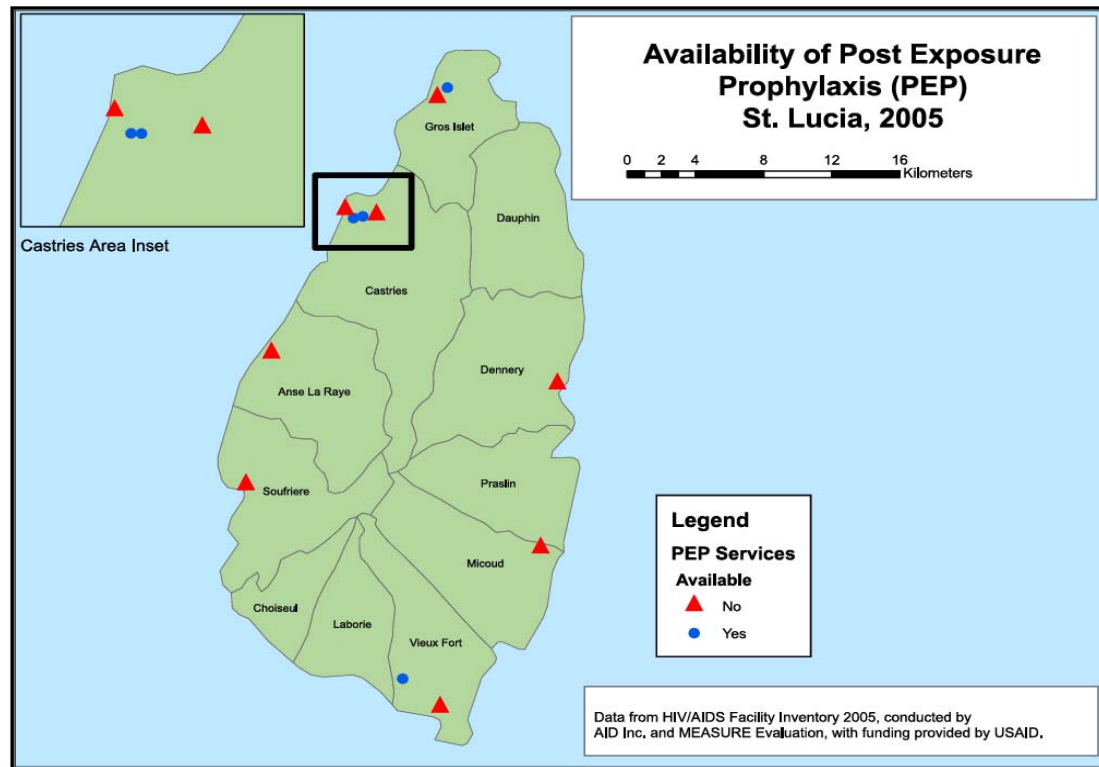 Availability of Post Exposure
Prophylaxis (PEP)
St. Lucia, 2005
0 2 4 8 12 16
Kilometers
Castries Area Inset
Gros Islet
Dauphin
Castries
Dennery
Anse La Raye
Praslin
Soufriere
Micoud
Choiseul
Laborie
Vieux Fort
Legend
PEP Services
Available
No
Yes
Data from HIV/AIDS Facility Inventory 2005, conducted by
AID Inc. and MEASURE Evaluation, with funding provided by USAID.